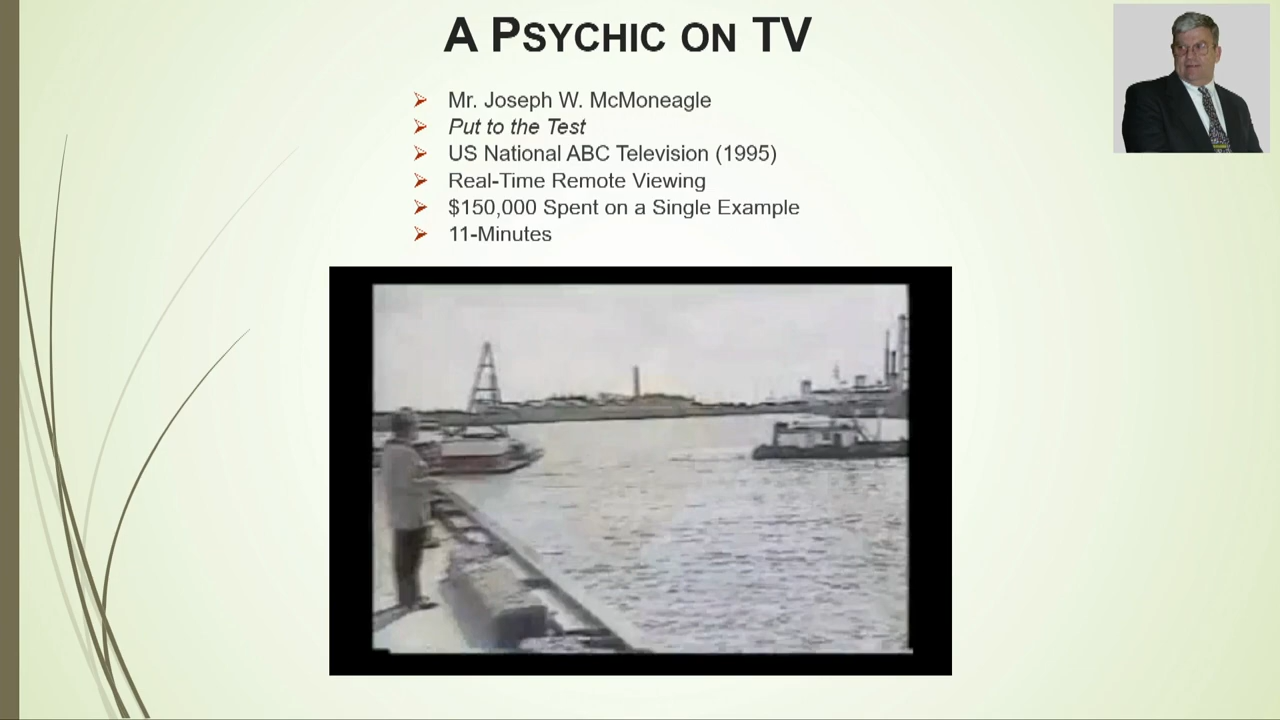 A PSYCHIC ON TV
Mr. Joseph W. McMoneagle
Put to the Test
US National ABC Television (1995)
Real-Time Remote Viewing
$150,000 Spent on a Single Example
11-Minutes